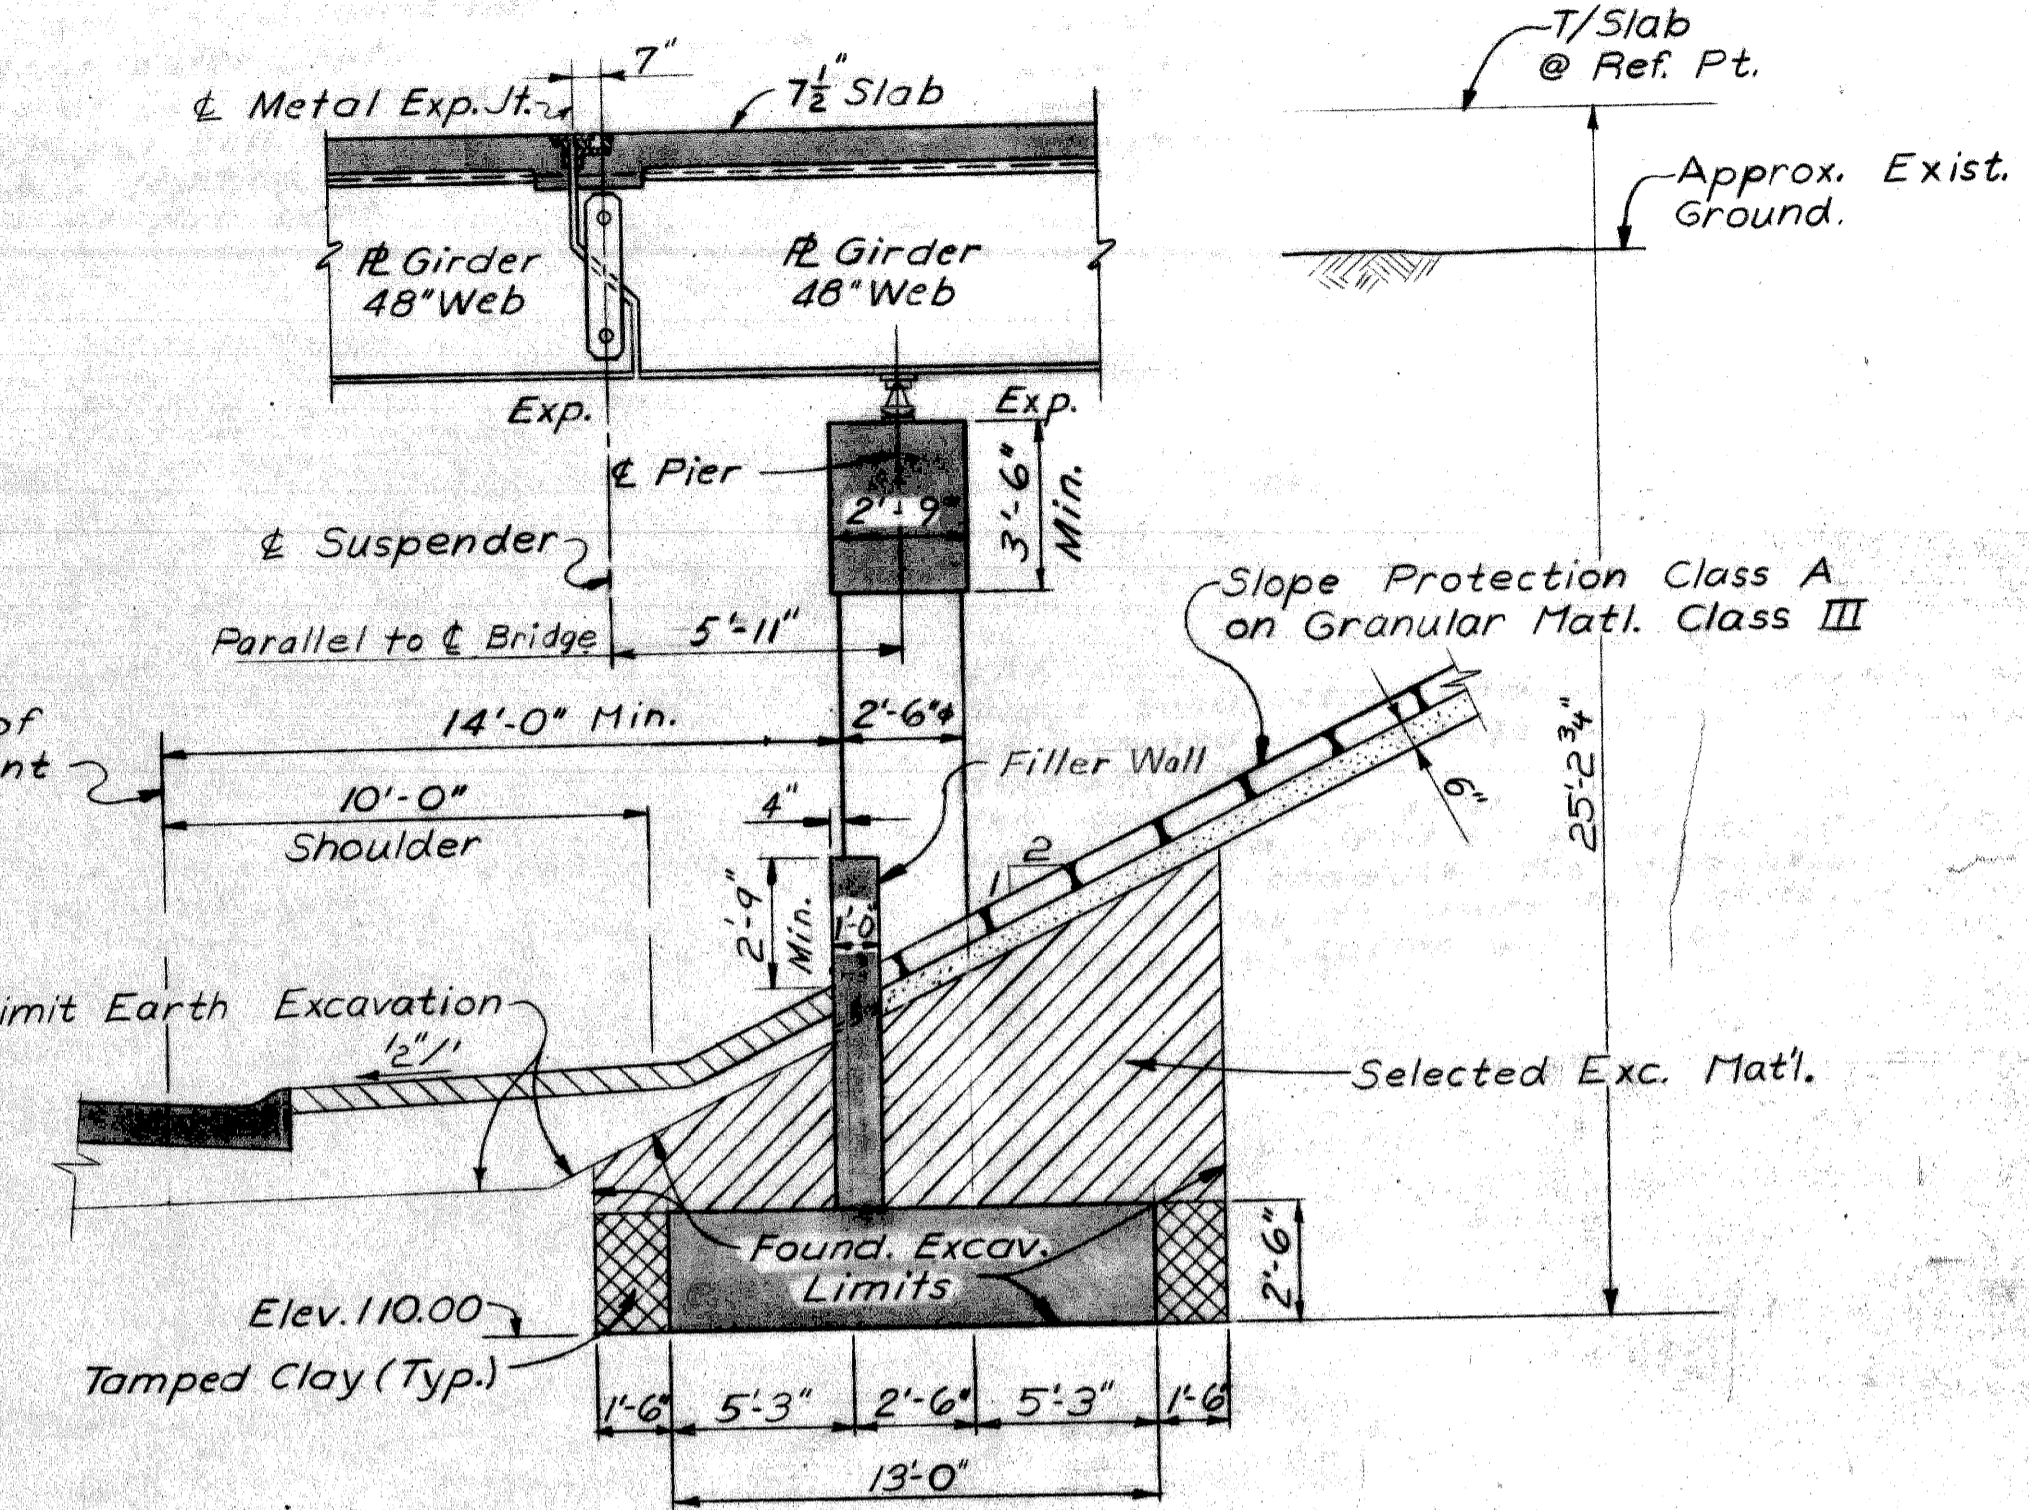 T/Slab
@ Ref. Pt.
7"
℄ Metal Exp. Jt.
7½" Slab
Approx. Exist.
Ground.
℄ Girder
48" Web
℄ Girder
48" Web
Exp.
Exp.
℄ Pier
2'-9"
3'-6"
Min.
℄ Suspender
Slope Protection Class A
on Granular Matl. Class III
Parallel to ℄ Bridge
5'-11"
of
nt
14'-0" Min.
2'-6"ϕ
Filler Wall
10'-0"
Shoulder
4"
6"
25'-2¾"
2
1
2'-9"
Min.
1'-0"
imit Earth Excavation
½"/'
Selected Exc. Mat'l.
Found. Excav.
Limits
2'-6"
Elev. 110.00
Tamped Clay (Typ.)
1'-6"
5'-3"
2'-6"
5'-3"
1'-6"
13'-0"